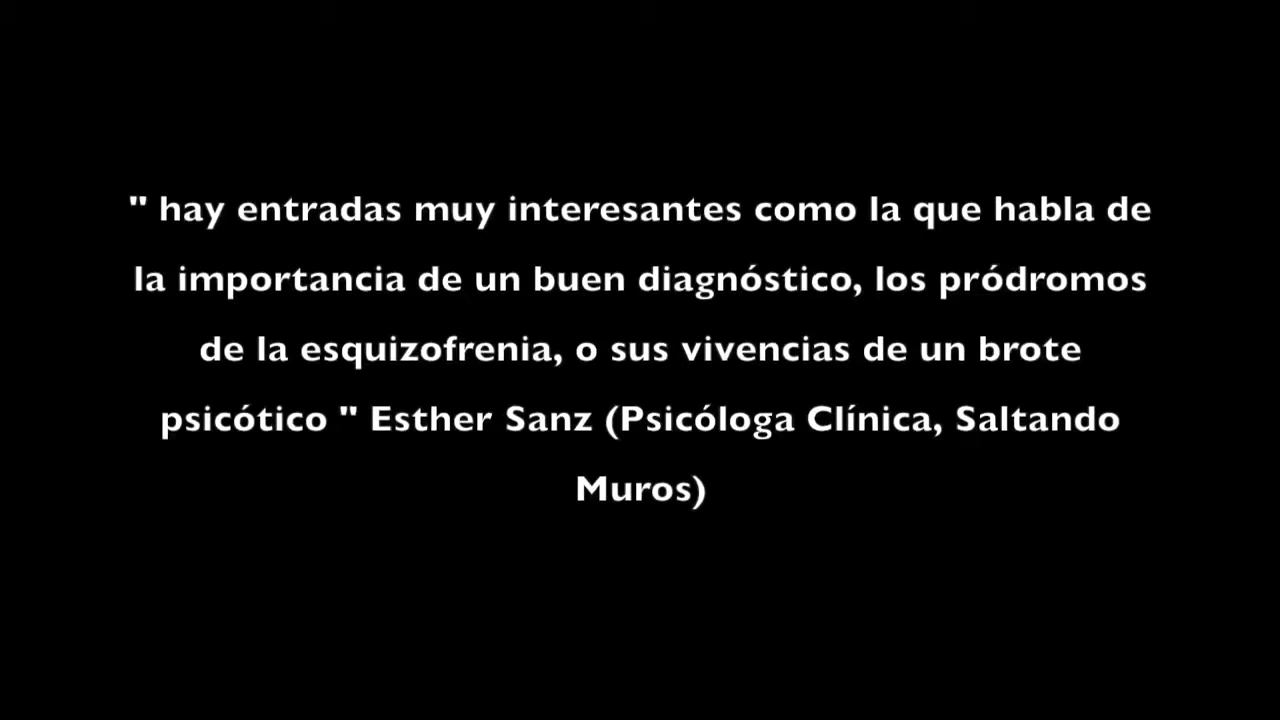 " hay entradas muy interesantes como la que habla de
la importancia de un buen diagnóstico, los pródromos
de la esquizofrenia, o sus vivencias de un brote
psicótico " Esther Sanz (Psicóloga Clínica, Saltando
Muros)